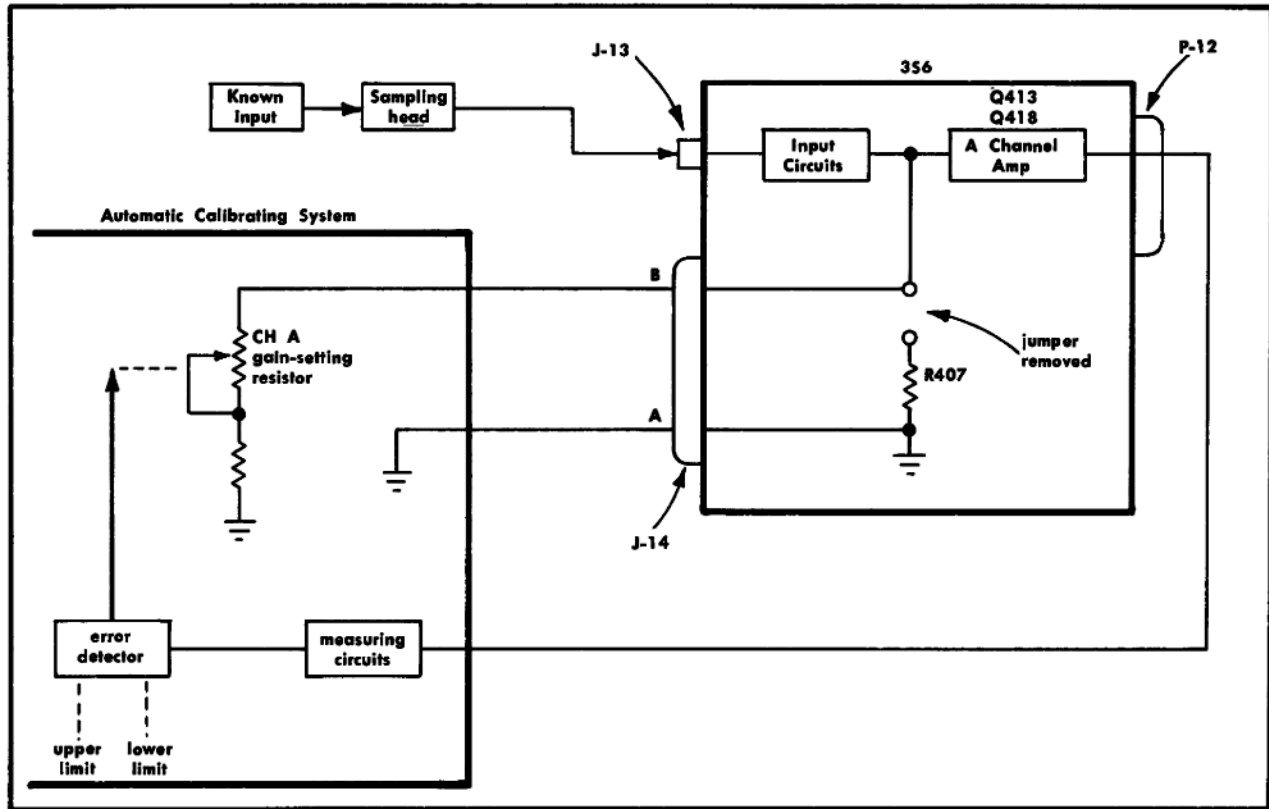 J-13
3S6
P-12
Known
Input
Sampling
head
Q413
Q418
Input
Circuits
A Channel
Amp
Automatic Calibrating System
B
CH A
gain-setting
resistor
jumper
removed
R407
A
J-14
error
detector
measuring
circuits
upper
limit
lower
limit